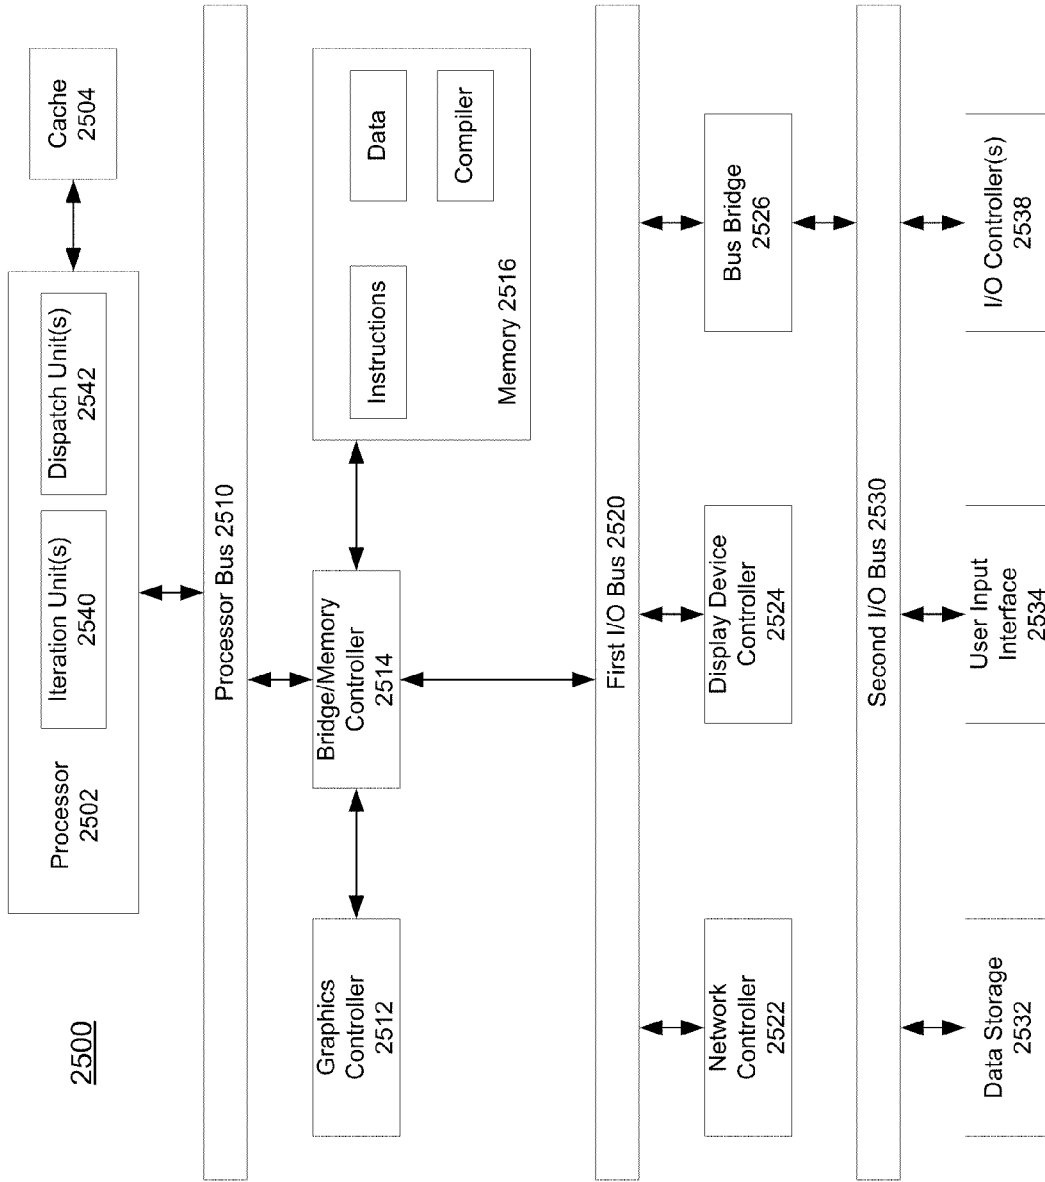 2500
Processor
2502
Iteration Unit(s)
2540
Dispatch Unit(s)
2542
Cache
2504
Processor Bus 2510
Graphics
Controller
2512
Bridge/Memory
Controller
2514
Instructions
Data
Compiler
Memory 2516
First I/O Bus 2520
Network
Controller
2522
Display Device
Controller
2524
Bus Bridge
2526
Second I/O Bus 2530
Data Storage
2532
User Input
Interface
2534
I/O Controller(s)
2538